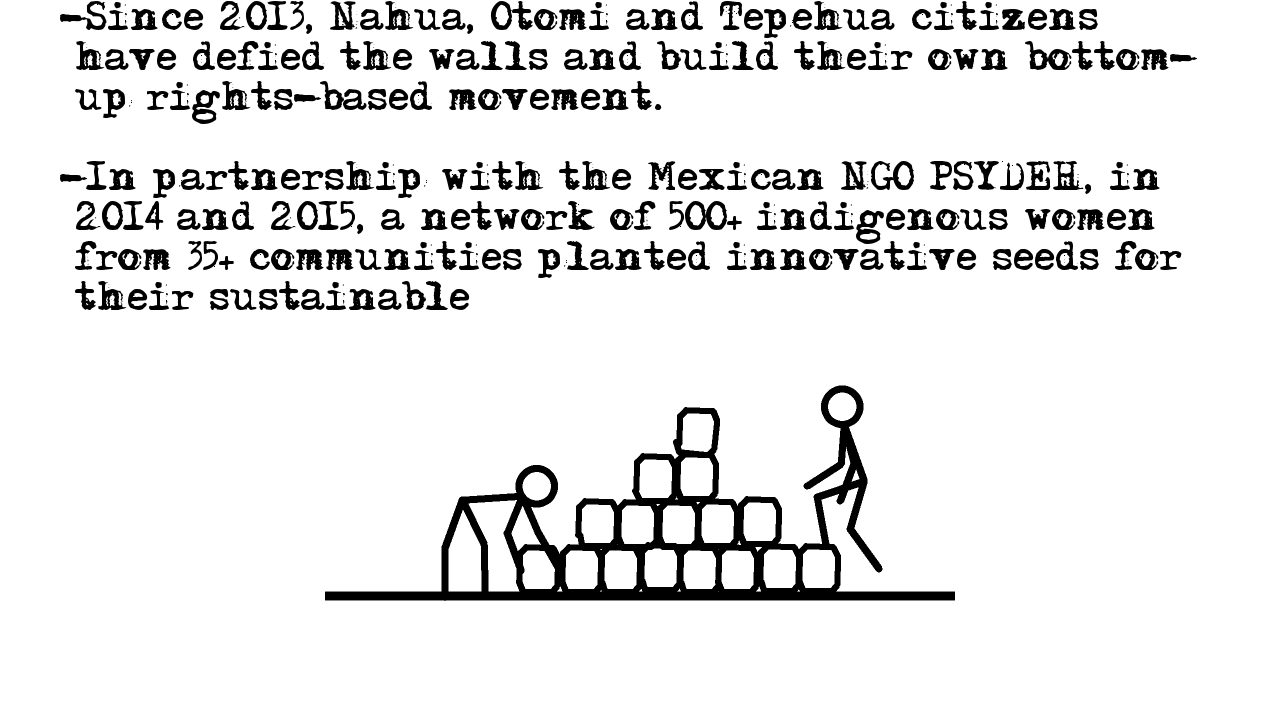 -Since 2013, Nahua, Otomi and Tepehua citizens
have defied the walls and build their own bottom-
up rights-based movement.
-In partnership with the Mexican NGO PSYDEH, in
2014 and 2015, a network of 500+ indigenous women
from 35+ communities planted innovative seeds for
their sustainable